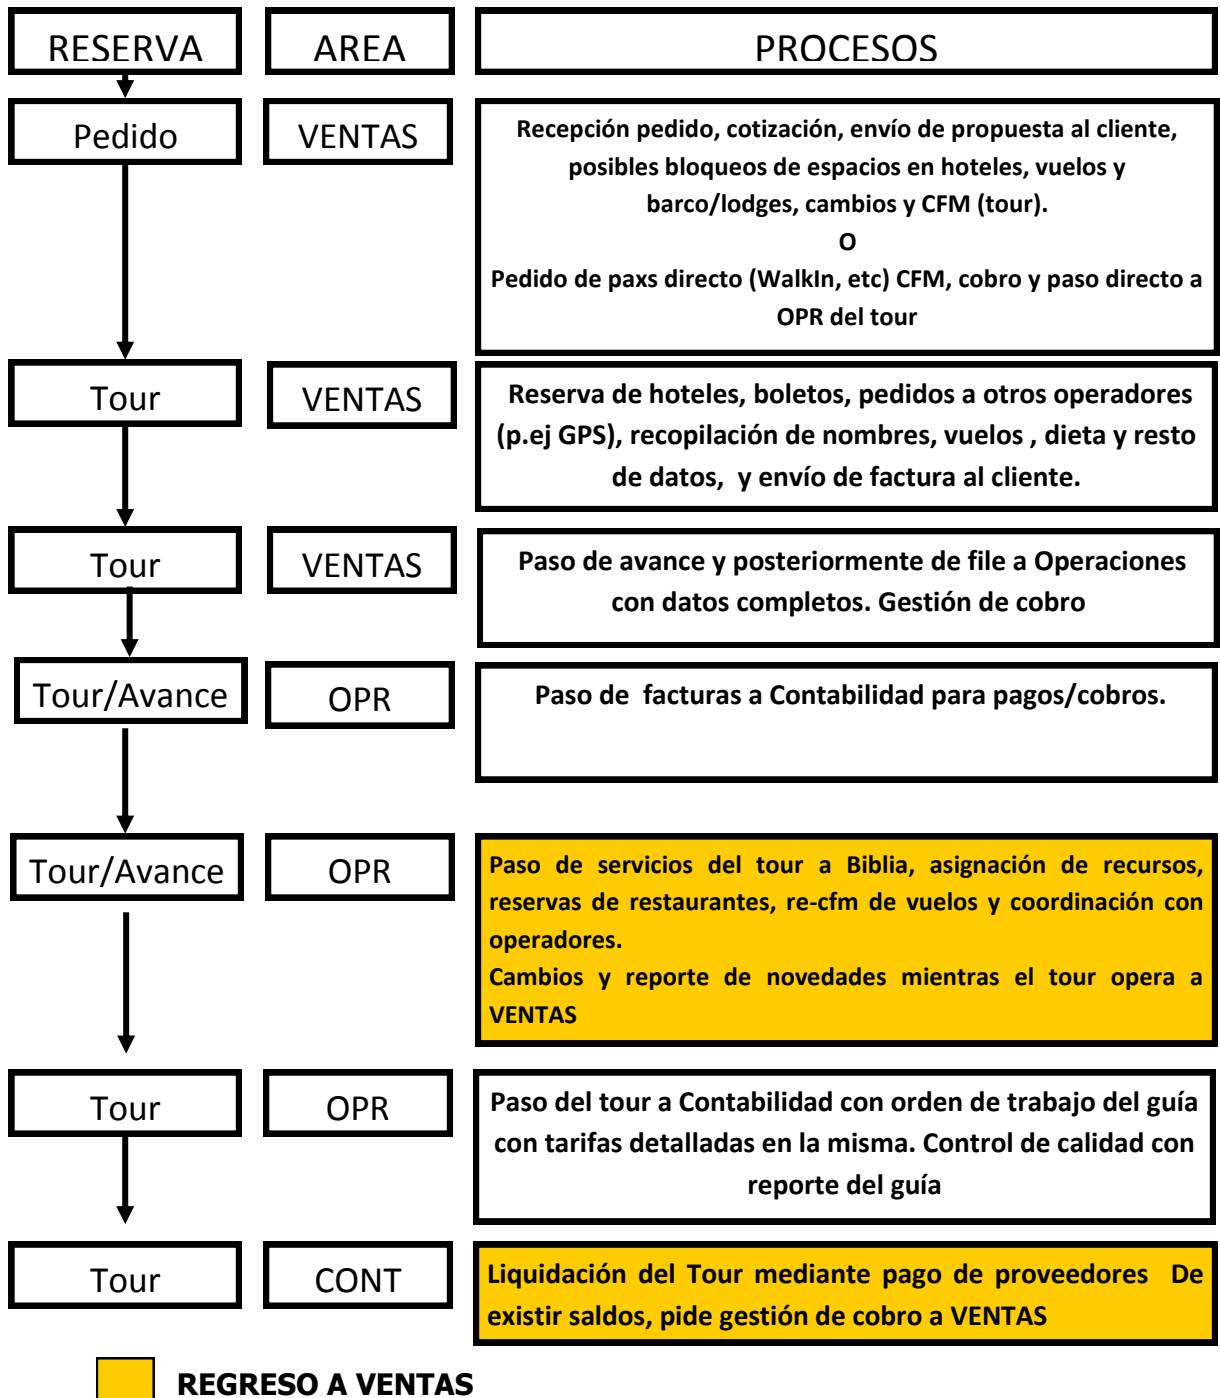 RESERVA
AREA
PROCESOS
Pedido
VENTAS
Recepción pedido, cotización, envío de propuesta al cliente,
posibles bloqueos de espacios en hoteles, vuelos y
barco/lodges, cambios y CFM (tour).
O
Pedido de paxs directo (WalkIn, etc) CFM, cobro y paso directo a
OPR del tour
Tour
VENTAS
Reserva de hoteles, boletos, pedidos a otros operadores
(p.ej GPS), recopilación de nombres, vuelos , dieta y resto
de datos, y envío de factura al cliente.
Tour
VENTAS
Paso de avance y posteriormente de file a Operaciones
con datos completos. Gestión de cobro
Tour/Avance
OPR
Paso de facturas a Contabilidad para pagos/cobros.
Tour/Avance
OPR
Paso de servicios del tour a Biblia, asignación de recursos,
reservas de restaurantes, re-cfm de vuelos y coordinación con
operadores.
Cambios y reporte de novedades mientras el tour opera a
VENTAS
Tour
OPR
Paso del tour a Contabilidad con orden de trabajo del guía
con tarifas detalladas en la misma. Control de calidad con
reporte del guía
Tour
CONT
Liquidación del Tour mediante pago de proveedores De
existir saldos, pide gestión de cobro a VENTAS
REGRESO A VENTAS